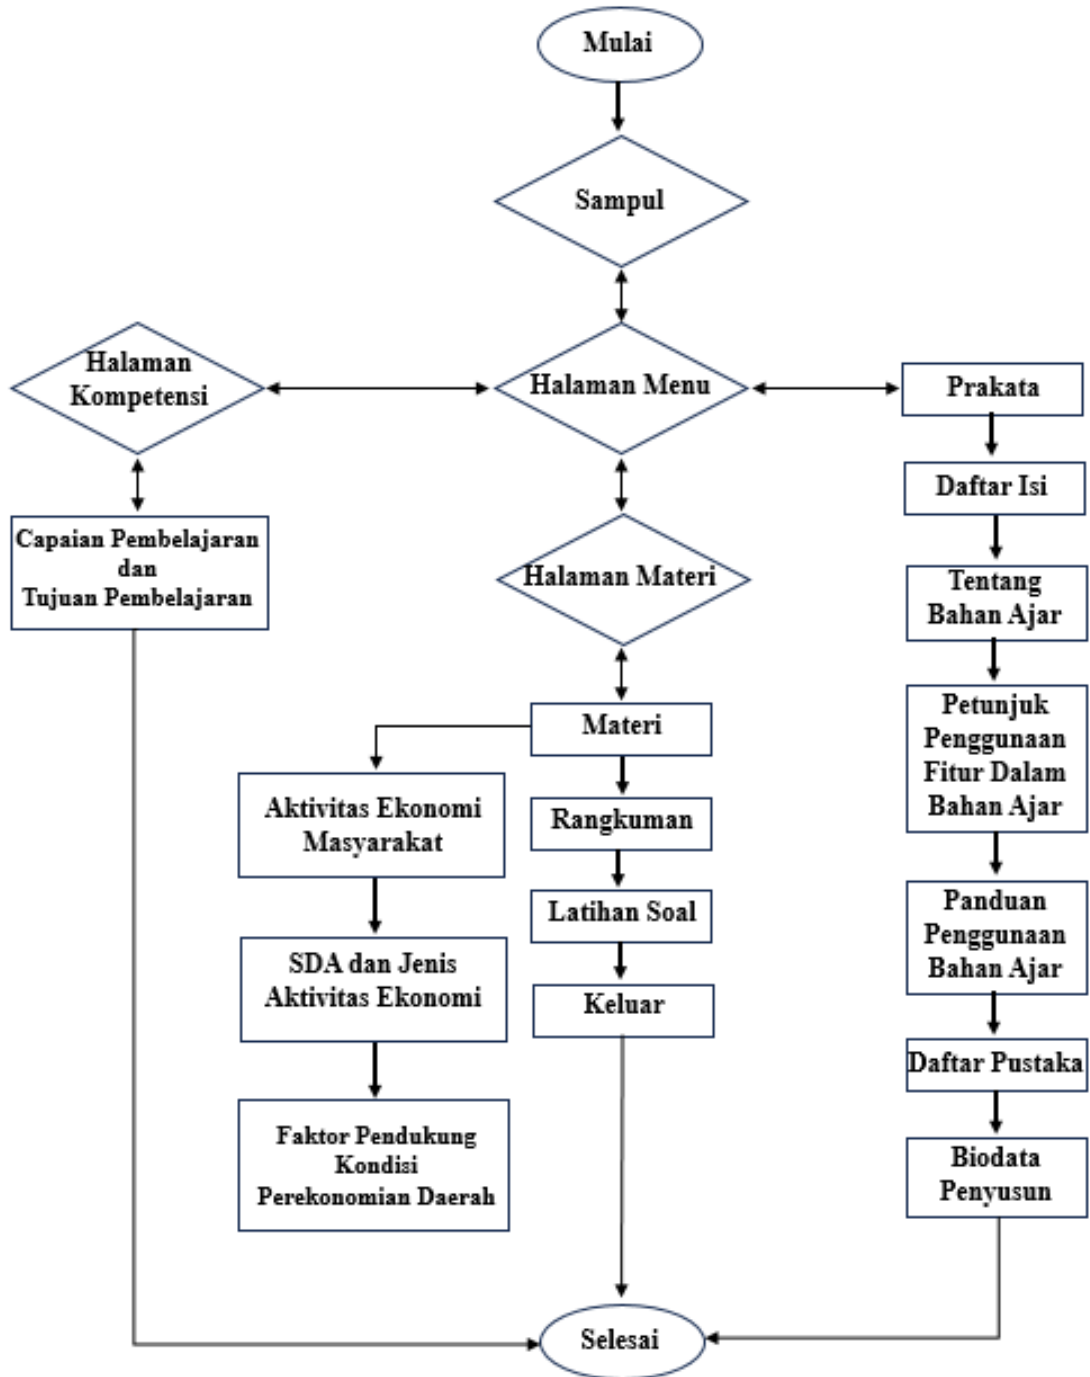 Mulai
Sampul
Halaman
Kompetensi
Halaman Menu
Prakata
Daftar Isi
Capaian Pembelajaran
dan
Tujuan Pembelajaran
Halaman Materi
Tentang
Bahan Ajar
Petunjuk
Penggunaan
Fitur Dalam
Bahan Ajar
Materi
Aktivitas Ekonomi
Masyarakat
Rangkuman
Latihan Soal
Panduan
Penggunaan
Bahan Ajar
SDA dan Jenis
Aktivitas Ekonomi
Keluar
Daftar Pustaka
Faktor Pendukung
Kondisi
Perekonomian Daerah
Biodata
Penyusun
Selesai